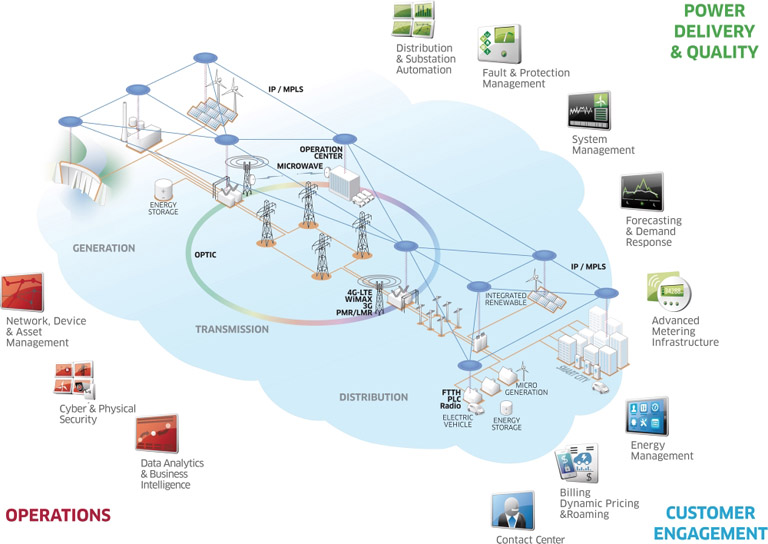 POWER
DELIVERY
& QUALITY
Distribution
& Substation
Automation
Fault & Protection
Management
IP / MPLS
System
Management
OPERATION
CENTER
MICROWAVE
ENERGY
STORAGE
Forecasting
& Demand
Response
GENERATION
OPTIC
IP / MPLS
4G-LTE
WiMAX
3G
PMR/LMR
INTEGRATED
RENEWABLE
Network, Device
& Asset
Management
TRANSMISSION
Advanced
Metering
Infrastructure
SMART CITY
MICRO
GENERATION
DISTRIBUTION
FTTH
PLC
Radio
ELECTRIC
VEHICLE
ENERGY
STORAGE
Cyber & Physical
Security
Energy
Management
Data Analytics
& Business
Intelligence
Billing
Dynamic Pricing
&Roaming
OPERATIONS
Contact Center
CUSTOMER
ENGAGEMENT